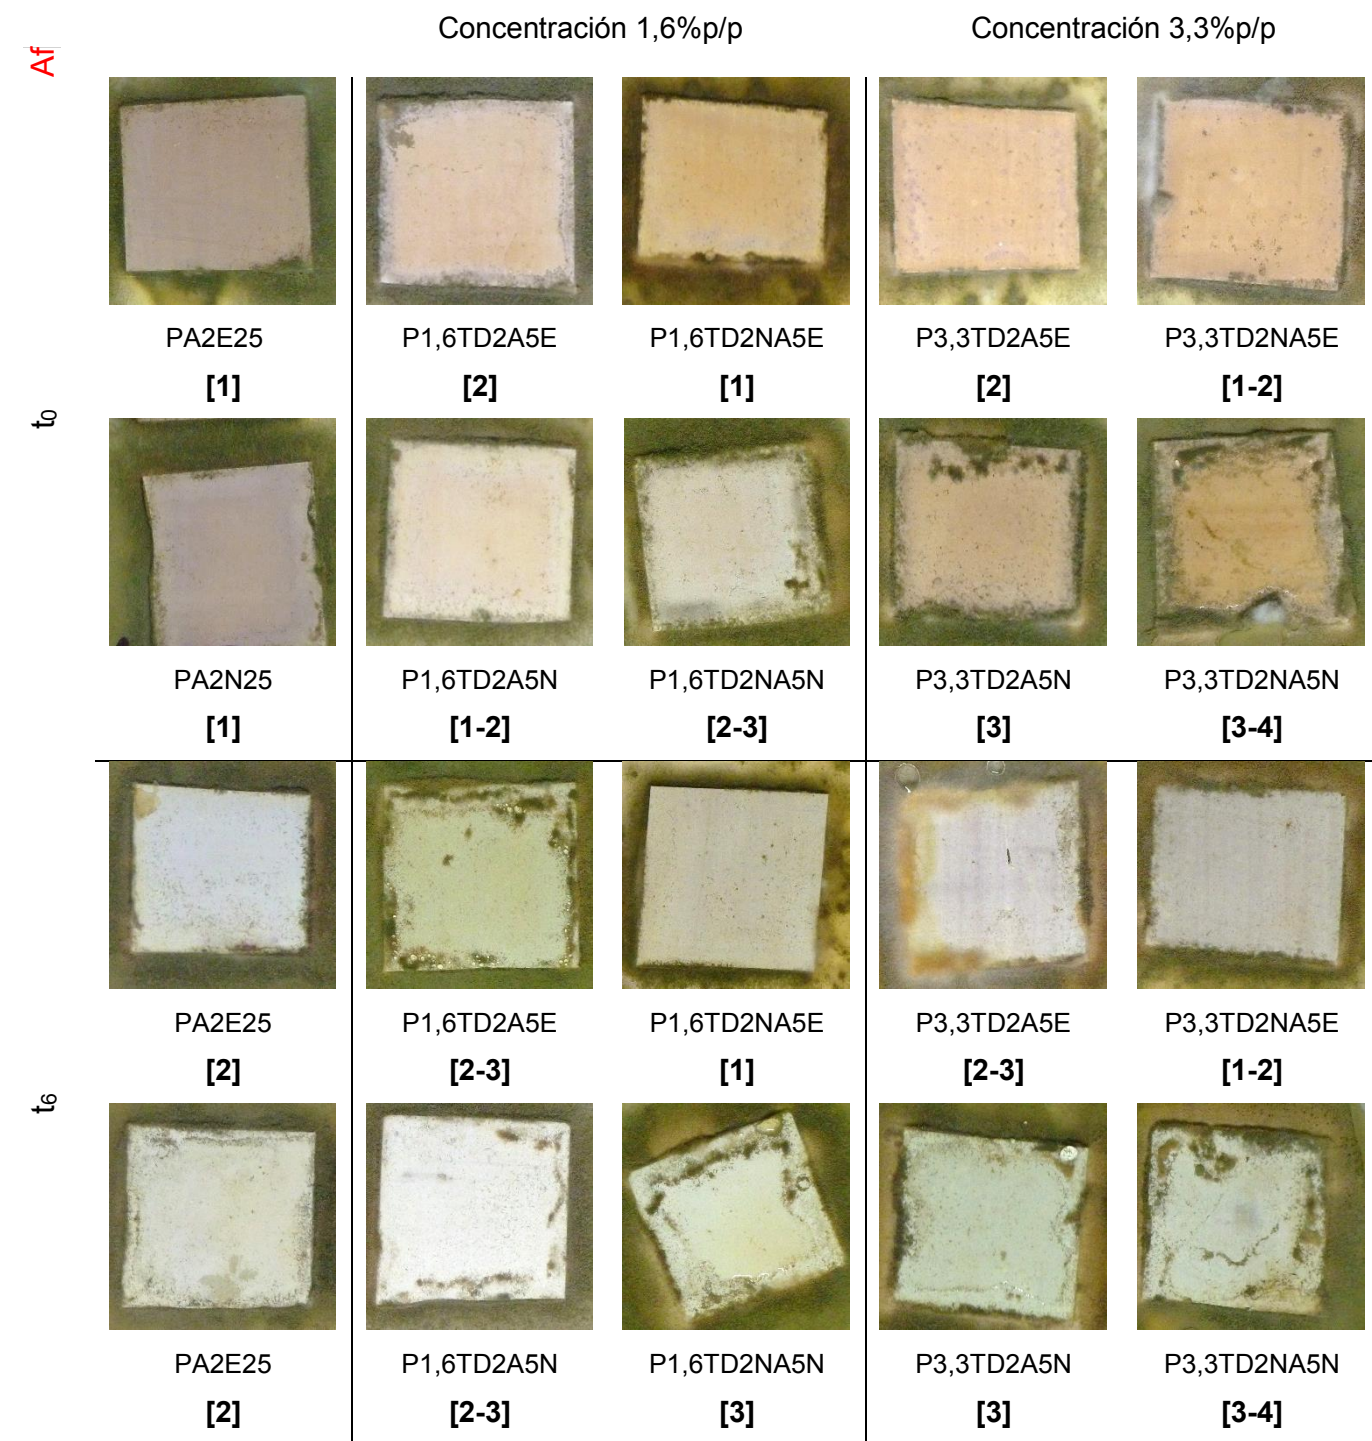 Concentración 1,6%p/p Concentración 3,3%p/p
Af
PA2E25 P1,6TD2A5E P1,6TD2NA5E P3,3TD2A5E P3,3TD2NA5E
[1] [2] [1] [2] [1-2]
t₀
PA2N25 P1,6TD2A5N P1,6TD2NA5N P3,3TD2A5N P3,3TD2NA5N
[1] [1-2] [2-3] [3] [3-4]
PA2E25 P1,6TD2A5E P1,6TD2NA5E P3,3TD2A5E P3,3TD2NA5E
[2] [2-3] [1] [2-3] [1-2]
t₆
PA2E25 P1,6TD2A5N P1,6TD2NA5N P3,3TD2A5N P3,3TD2NA5N
[2] [2-3] [3] [3] [3-4]